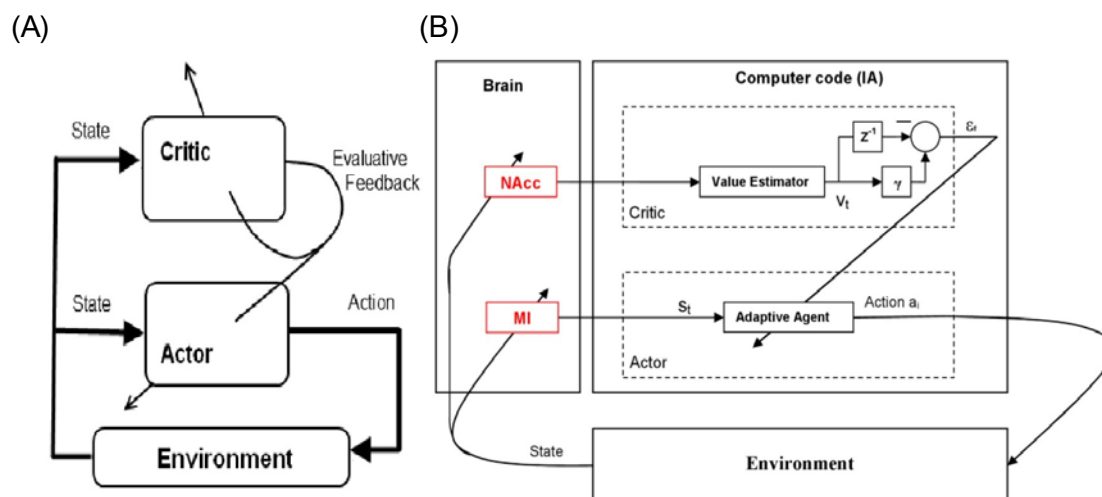 (A)
State
Critic
Evaluative
Feedback
State
Action
Actor
Environment
(B)
Brain
Computer code (IA)
NAcc
Value Estimator
Z⁻¹
−
εₜ
γ
Vₜ
Critic
MI
Sₜ
Adaptive Agent
Action aᵢ
Actor
State
Environment